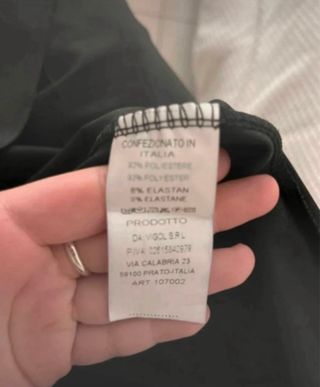 CONFEZIONATO IN
ITALIA
92% POLIESTERE
92% POLYESTER
8% ELASTAN
8% ELASTANE
PRODOTTO
DA: VIGOL S.R.L
P.IVA:
VIA CALABRIA 23
59100 PRATO-ITALIA
ART. 107002